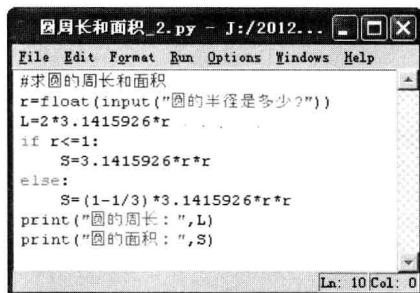 圆周长和面积_2.py - J:/2012...
File Edit Format Run Options Windows Help
#求圆的周长和面积
r=float(input("圆的半径是多少?"))
L=2*3.1415926*r
if r<=1:
    S=3.1415926*r*r
else:
    S=(1-1/3)*3.1415926*r*r
print("圆的周长：",L)
print("圆的面积：",S)
Ln: 10 Col: 0